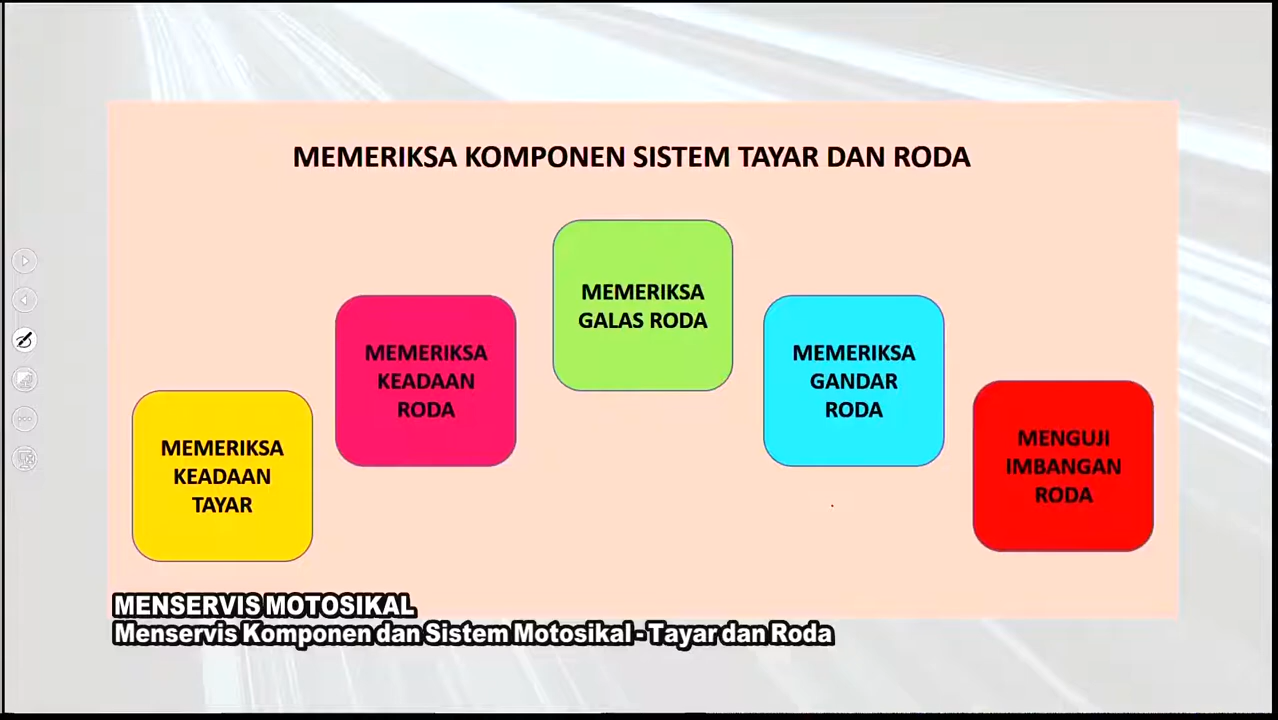 MEMERIKSA KOMPONEN SISTEM TAYAR DAN RODA
MEMERIKSA
KEADAAN
TAYAR
MEMERIKSA
KEADAAN
RODA
MEMERIKSA
GALAS RODA
MEMERIKSA
GANDAR
RODA
MENGUJI
IMBANGAN
RODA
MENSERVIS MOTOSIKAL
Menservis Komponen dan Sistem Motosikal - Tayar dan Roda